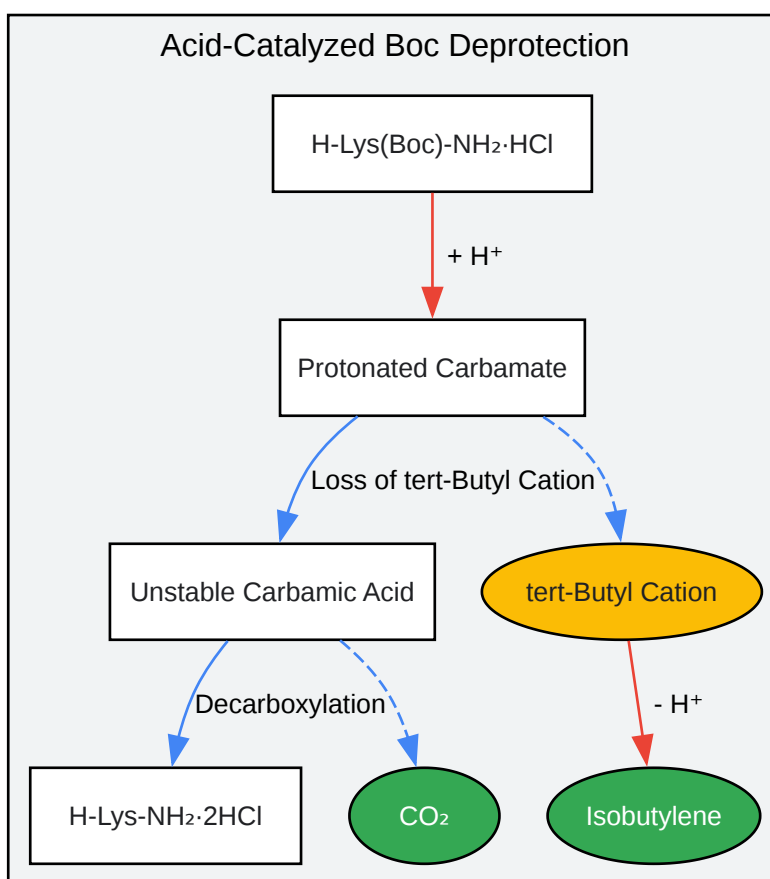 Acid-Catalyzed Boc Deprotection
H-Lys(Boc)-NH₂·HCl
+ H⁺
Protonated Carbamate
Loss of tert-Butyl Cation
Unstable Carbamic Acid
tert-Butyl Cation
Decarboxylation
- H⁺
H-Lys-NH₂·2HCl
CO₂
Isobutylene